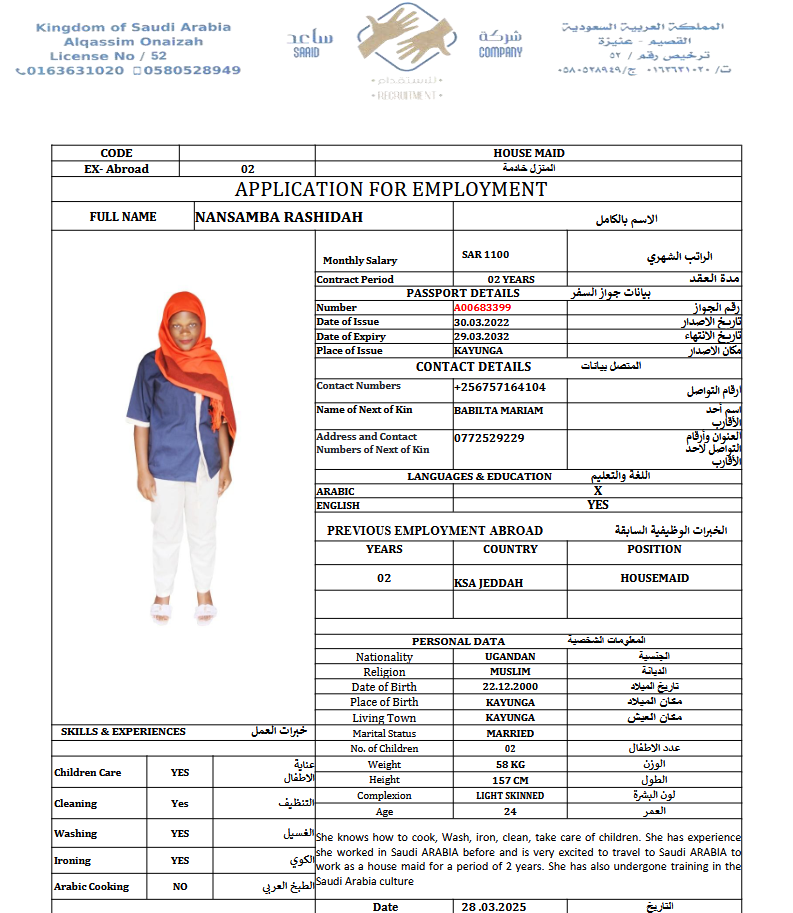 Kingdom of Saudi Arabia
Alqassim Onaizah
License No / 52
0163631020 0580528949
ساعد
SAAID
شركة
COMPANY
للاستقدام
RECRUITMENT
المملكة العربية السعودية
القسيم - عنيزة
ترخيص رقم / ٥٢
ت/ ٠١٦٣٦٣١٠٢٠ ج/ ٠٥٨٠٥٢٨٩٤٩
CODE HOUSE MAID
EX- Abroad 02 المنزل خادمة
APPLICATION FOR EMPLOYMENT
FULL NAME NANSAMBA RASHIDAH الاسم بالكامل
Monthly Salary SAR 1100 الراتب الشهري
Contract Period 02 YEARS مدة العقد
PASSPORT DETAILS بيانات جواز السفر
Number A00683399 رقم الجواز
Date of Issue 30.03.2022 تاريخ الاصدار
Date of Expiry 29.03.2032 تاريخ الانتهاء
Place of Issue KAYUNGA مكان الاصدار
CONTACT DETAILS المتصل بيانات
Contact Numbers +256757164104 ارقام التواصل
Name of Next of Kin BABILTA MARIAM اسم أحد الأقارب
Address and Contact Numbers of Next of Kin 0772529229 العنوان وأرقام التواصل لاحد الأقارب
LANGUAGES & EDUCATION اللغة والتعليم
ARABIC X
ENGLISH YES
PREVIOUS EMPLOYMENT ABROAD الخبرات الوظيفية السابقة
YEARS COUNTRY POSITION
02 KSA JEDDAH HOUSEMAID
PERSONAL DATA المعلومات الشخصية
Nationality UGANDAN الجنسية
Religion MUSLIM الديانة
Date of Birth 22.12.2000 تاريخ الميلاد
Place of Birth KAYUNGA مكان الميلاد
Living Town KAYUNGA مكان العيش
Marital Status MARRIED
No. of Children 02 عدد الاطفال
Weight 58 KG الوزن
Height 157 CM الطول
Complexion LIGHT SKINNED لون البشرة
Age 24 العمر
SKILLS & EXPERIENCES خبرات العمل
Children Care YES عناية الاطفال
Cleaning Yes التنظيف
Washing YES الغسيل
Ironing YES الكوي
Arabic Cooking NO الطبخ العربي
She knows how to cook, Wash, iron, clean, take care of children. She has experience
she worked in Saudi ARABIA before and is very excited to travel to Saudi ARABIA to
work as a house maid for a period of 2 years. She has also undergone training in the
Saudi Arabia culture
Date 28 .03.2025 التاريخ